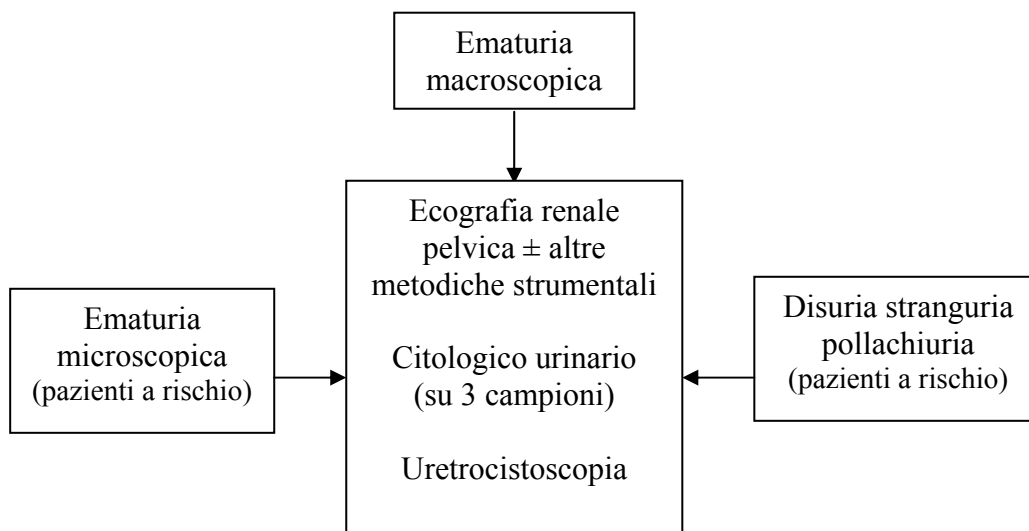 Ematuria
macroscopica
Ecografia renale
pelvica ± altre
metodiche strumentali
Citologico urinario
(su 3 campioni)
Uretrocistoscopia
Ematuria
microscopica
(pazienti a rischio)
Disuria stranguria
pollachiuria
(pazienti a rischio)